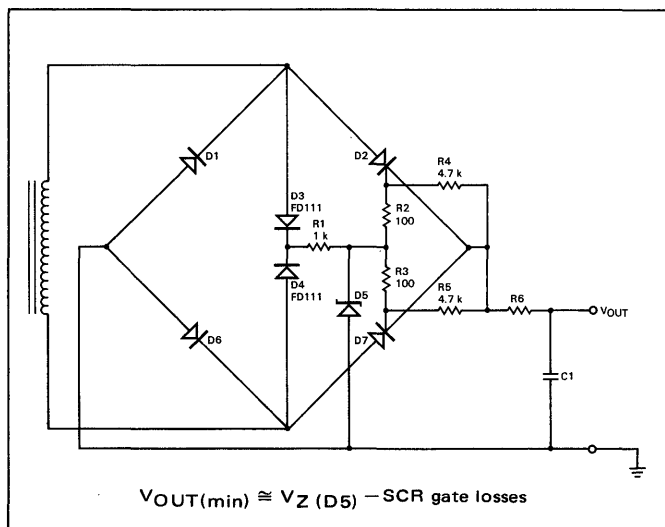 D1
D2
R4
4.7 k
D3
FD111
R1
1 k
R2
100
D4
FD111
D5
R3
100
R5
4.7 k
R6
VOUT
D6
D7
C1
VOUT(min) ≅ VZ (D5) – SCR gate losses